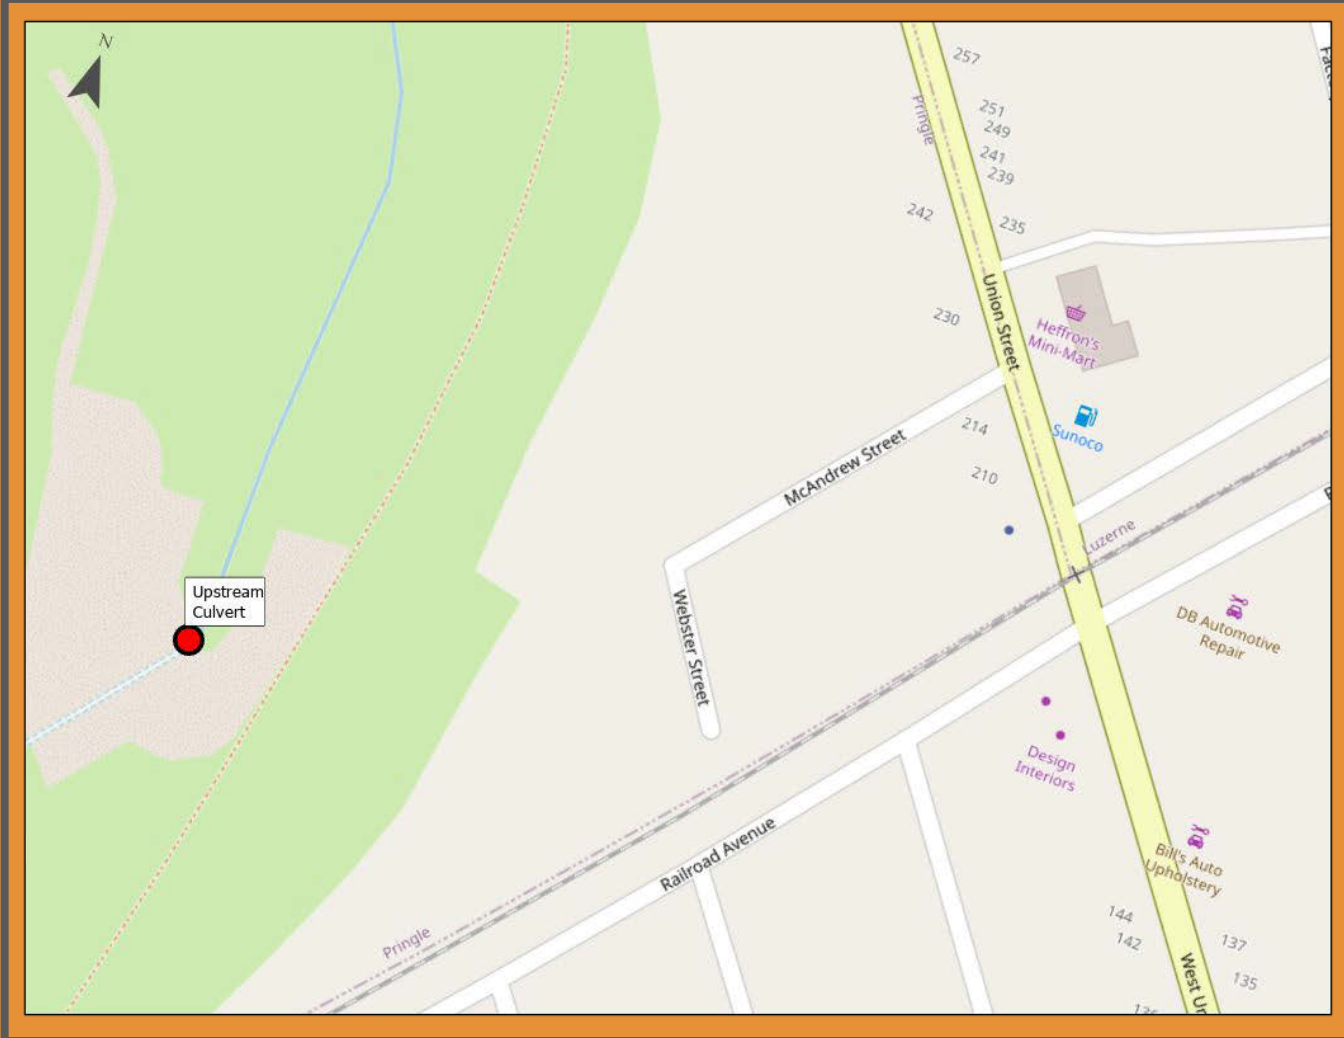 N
257
Pringle
251
249
241
239
242
235
Union Street
230
Heffron's
Mini-Mart
214
Sunoco
McAndrew Street
210
Luzerne
Upstream
Culvert
Webster Street
DB Automotive
Repair
Design
Interiors
Railroad Avenue
Bill's Auto
Upholstery
144
142
Pringle
137
135
West Un